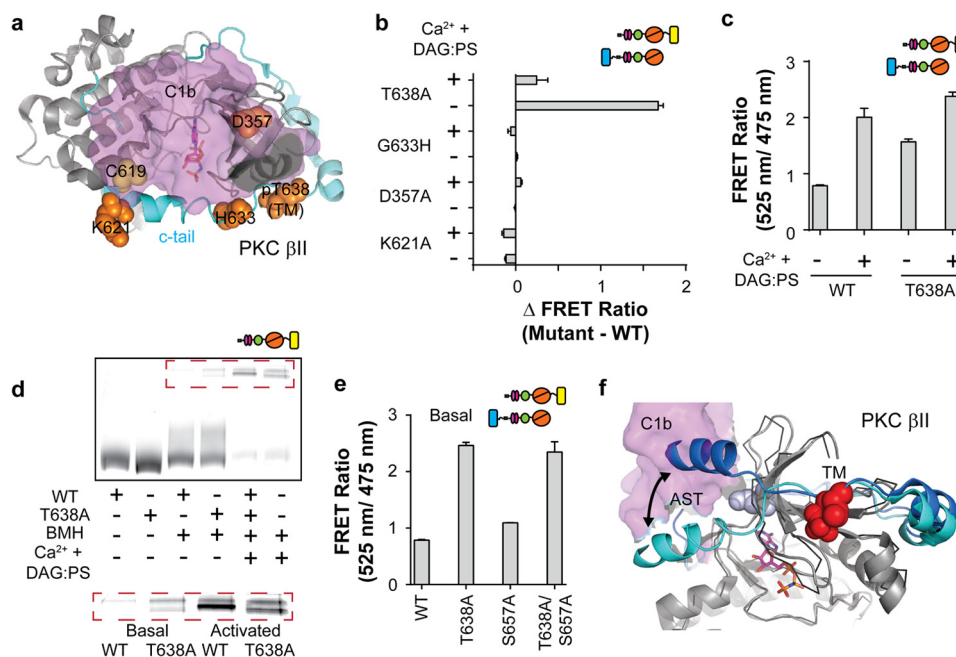 a
C1b
D357
C619
pT638
(TM)
K621
H633
c-tail
PKC βII
b
Ca²⁺ +
DAG:PS
+
T638A
-
+
G633H
-
+
D357A
-
+
K621A
-
0
1
2
Δ FRET Ratio
(Mutant - WT)
c
FRET Ratio
(525 nm/ 475 nm)
3
2
1
0
Ca²⁺ +
DAG:PS
- + - +
WT
T638A
d
WT + - + - + -
T638A - + - + + -
BMH - - + + + +
Ca²⁺ +
DAG:PS
- - - - + +
Basal
Activated
WT T638A WT T638A
e
Basal
FRET Ratio
(525 nm/ 475 nm)
3
2
1
0
WT
T638A
S657A
T638A/
S657A
f
C1b
PKC βII
TM
AST